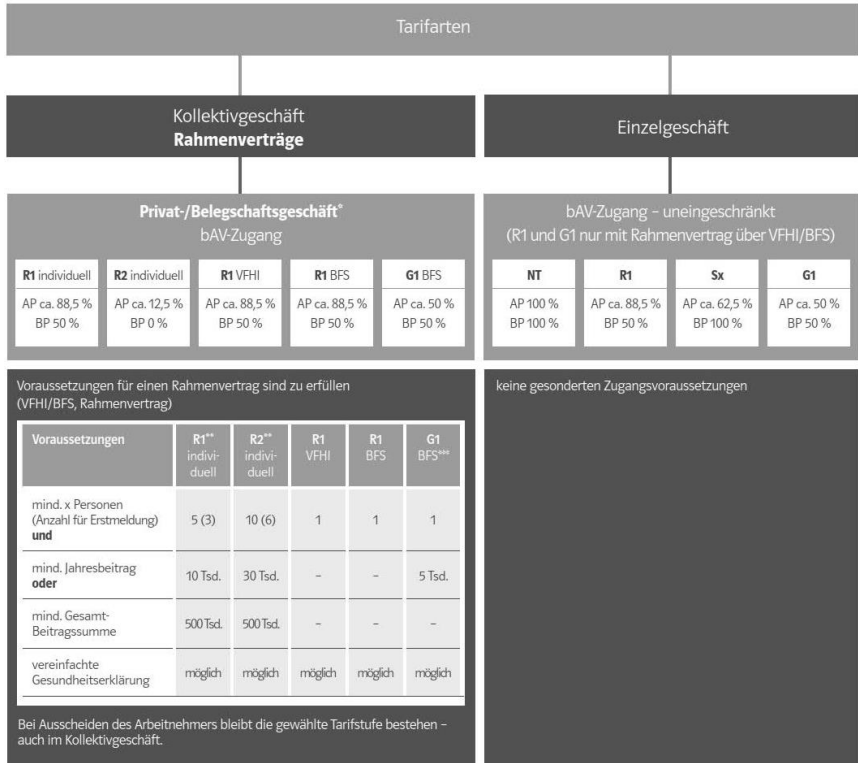 Tarifarten
Kollektivgeschäft
Rahmenverträge
Einzelgeschäft
Privat-/Belegschaftsgeschäft*
bAV-Zugang
R1 individuell
AP ca. 88,5 %
BP 50 %
R2 individuell
AP ca. 12,5 %
BP 0 %
R1 VFHI
AP ca. 88,5 %
BP 50 %
R1 BFS
AP ca. 88,5 %
BP 50 %
G1 BFS
AP ca. 50 %
BP 50 %
bAV-Zugang – uneingeschränkt
(R1 und G1 nur mit Rahmenvertrag über VFHI/BFS)
NT
AP 100 %
BP 100 %
R1
AP ca. 88,5 %
BP 50 %
Sx
AP ca. 62,5 %
BP 100 %
G1
AP ca. 50 %
BP 50 %
Voraussetzungen für einen Rahmenvertrag sind zu erfüllen
(VFHI/BFS, Rahmenvertrag)
Voraussetzungen
R1**
indivi-
duell
R2**
indivi-
duell
R1
VFHI
R1
BFS
G1
BFS***
mind. x Personen
(Anzahl für Erstmeldung)
und
5 (3)
10 (6)
1
1
1
mind. Jahresbeitrag
oder
10 Tsd.
30 Tsd.
–
–
5 Tsd.
mind. Gesamt-
Beitragssumme
500 Tsd.
500 Tsd.
–
–
–
vereinfachte
Gesundheitserklärung
möglich
möglich
möglich
möglich
möglich
Bei Ausscheiden des Arbeitnehmers bleibt die gewählte Tarifstufe bestehen –
auch im Kollektivgeschäft.
keine gesonderten Zugangsvoraussetzungen